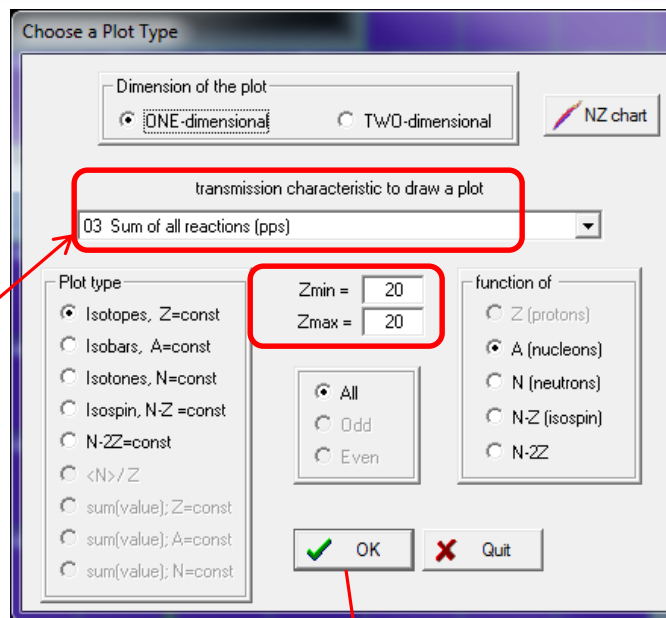 Choose a Plot Type
Dimension of the plot
ONE-dimensional
TWO-dimensional
NZ chart
transmission characteristic to draw a plot
03 Sum of all reactions (pps)
Plot type
Isotopes, Z=const
Isobars, A=const
Isotones, N=const
Isospin, N-Z =const
N-2Z=const
<N>/Z
sum(value); Z=const
sum(value); A=const
sum(value); N=const
Zmin = 20
Zmax = 20
All
Odd
Even
function of
Z (protons)
A (nucleons)
N (neutrons)
N-Z (isospin)
N-2Z
OK
Quit